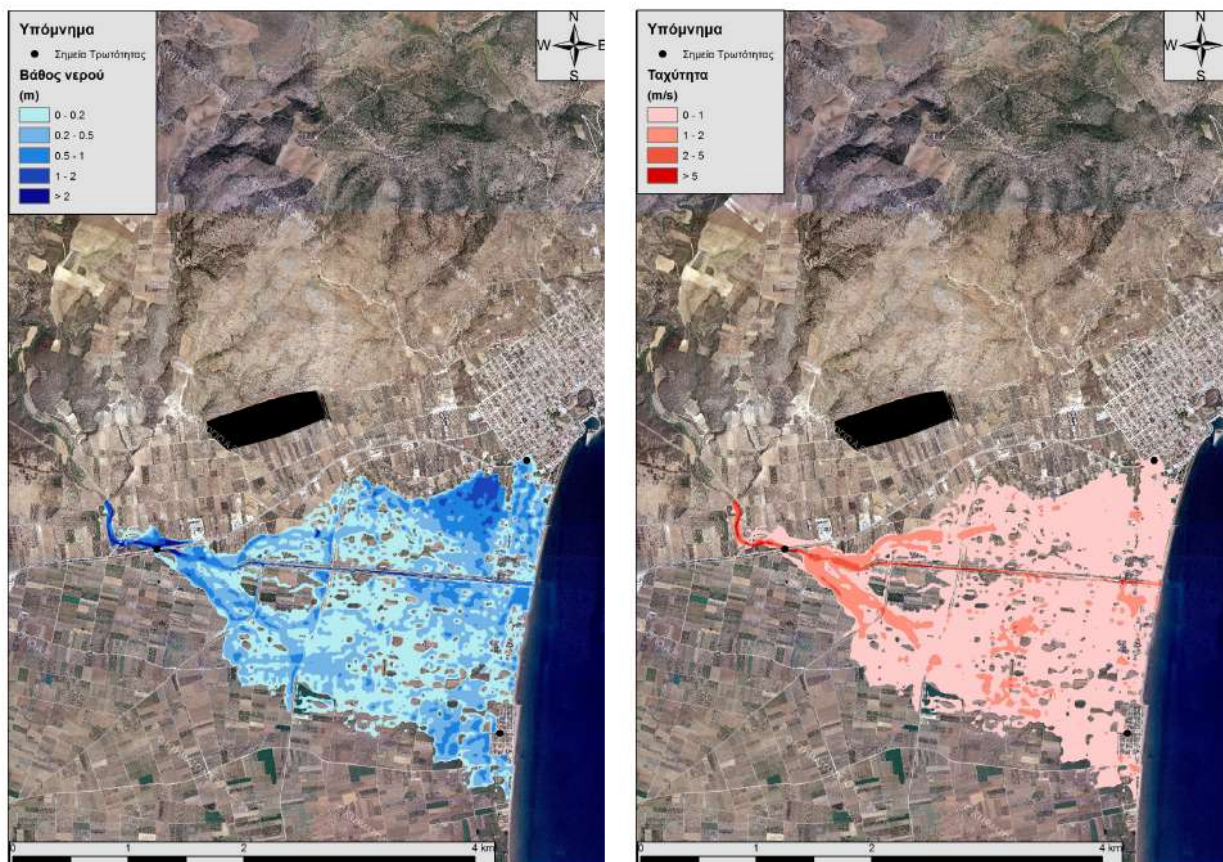 Υπόμνημα
Σημεία Τρωτότητας
Βάθος νερού
(m)
0 - 0.2
0.2 - 0.5
0.5 - 1
1 - 2
> 2
N
W E
S
0 1 2 4 km
Υπόμνημα
Σημεία Τρωτότητας
Ταχύτητα
(m/s)
0 - 1
1 - 2
2 - 5
> 5
N
W E
S
0 1 2 4 km